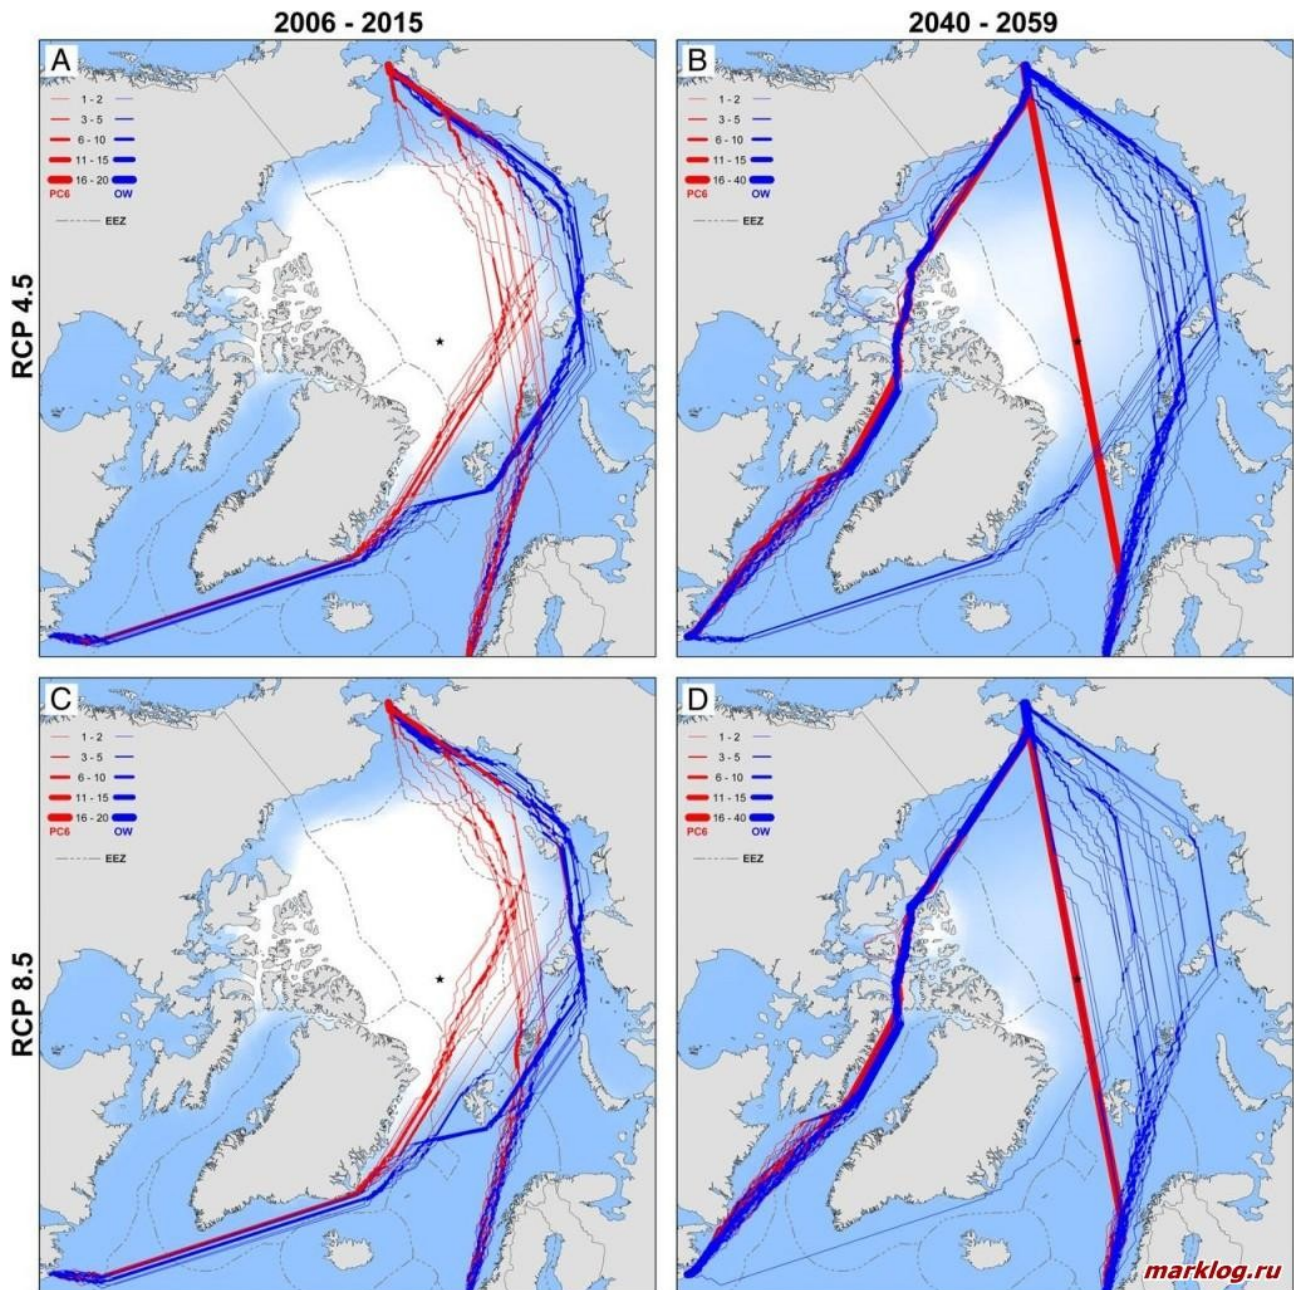 2006 - 2015
2040 - 2059
RCP 4.5
A
1 - 2
3 - 5
6 - 10
11 - 15
16 - 20
PC6 OW
EEZ
B
1 - 2
3 - 5
6 - 10
11 - 15
16 - 40
PC6 OW
EEZ
RCP 8.5
C
1 - 2
3 - 5
6 - 10
11 - 15
16 - 20
PC6 OW
EEZ
D
1 - 2
3 - 5
6 - 10
11 - 15
16 - 40
PC6 OW
EEZ
marklog.ru